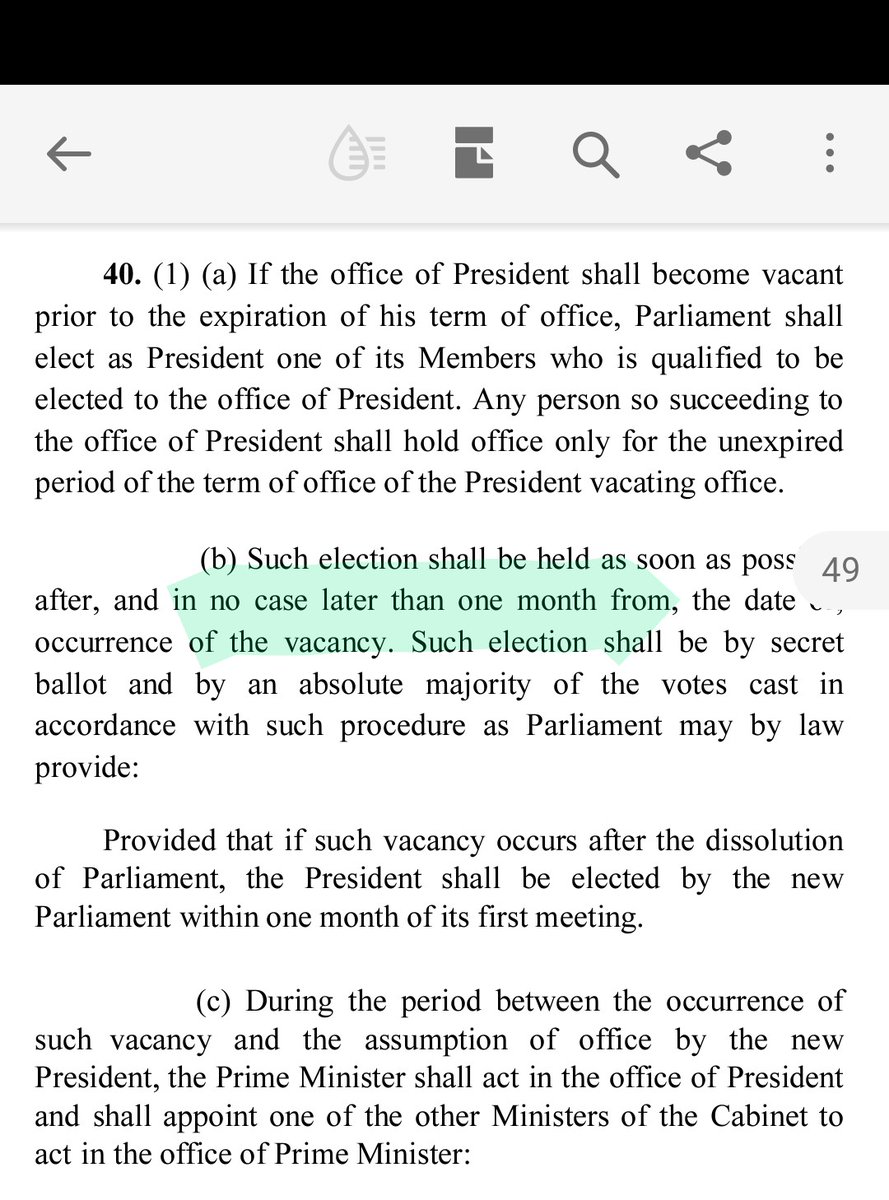 40. (1) (a) If the office of President shall become vacant
prior to the expiration of his term of office, Parliament shall
elect as President one of its Members who is qualified to be
elected to the office of President. Any person so succeeding to
the office of President shall hold office only for the unexpired
period of the term of office of the President vacating office.
(b) Such election shall be held as soon as poss
49
after, and in no case later than one month from, the date
occurrence of the vacancy. Such election shall be by secret
ballot and by an absolute majority of the votes cast in
accordance with such procedure as Parliament may by law
provide:
Provided that if such vacancy occurs after the dissolution
of Parliament, the President shall be elected by the new
Parliament within one month of its first meeting.
(c) During the period between the occurrence of
such vacancy and the assumption of office by the new
President, the Prime Minister shall act in the office of President
and shall appoint one of the other Ministers of the Cabinet to
act in the office of Prime Minister: